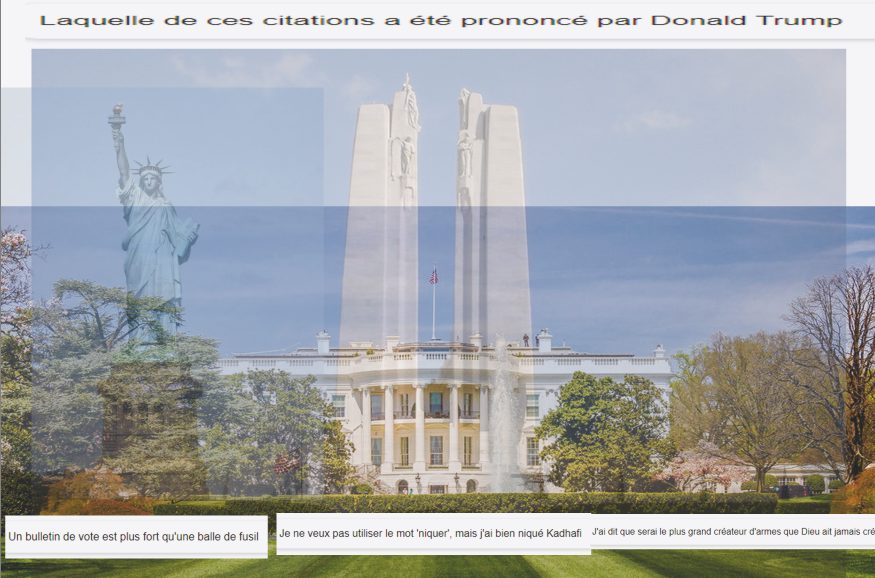 Laquelle de ces citations a été prononcé par Donald Trump
Un bulletin de vote est plus fort qu'une balle de fusil
Je ne veux pas utiliser le mot 'niquer', mais j'ai bien niqué Kadhafi
J'ai dit que serai le plus grand créateur d'armes que Dieu ait jamais cré